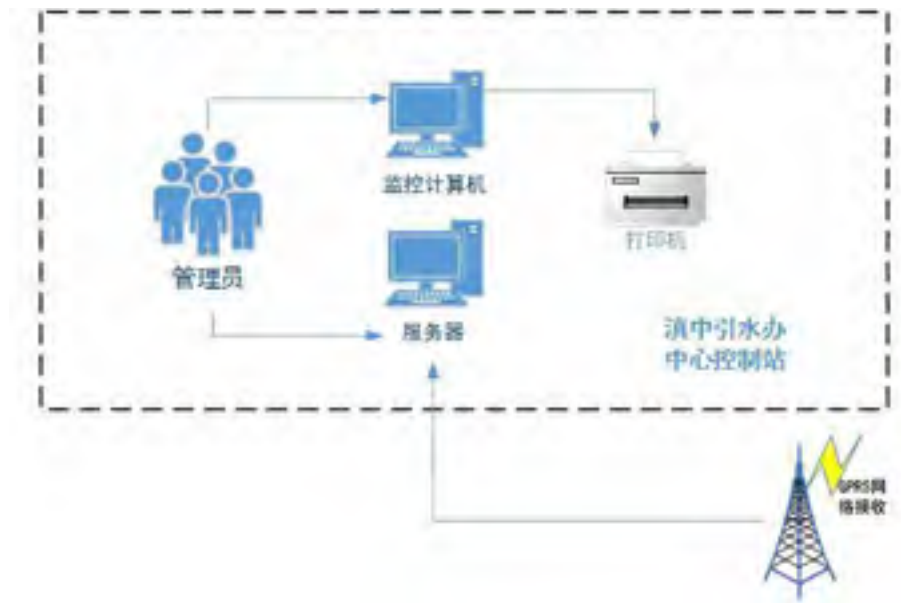 监控计算机
打印机
管理员
服务器
滇中引水办
中心控制站
GPRS网
络接收